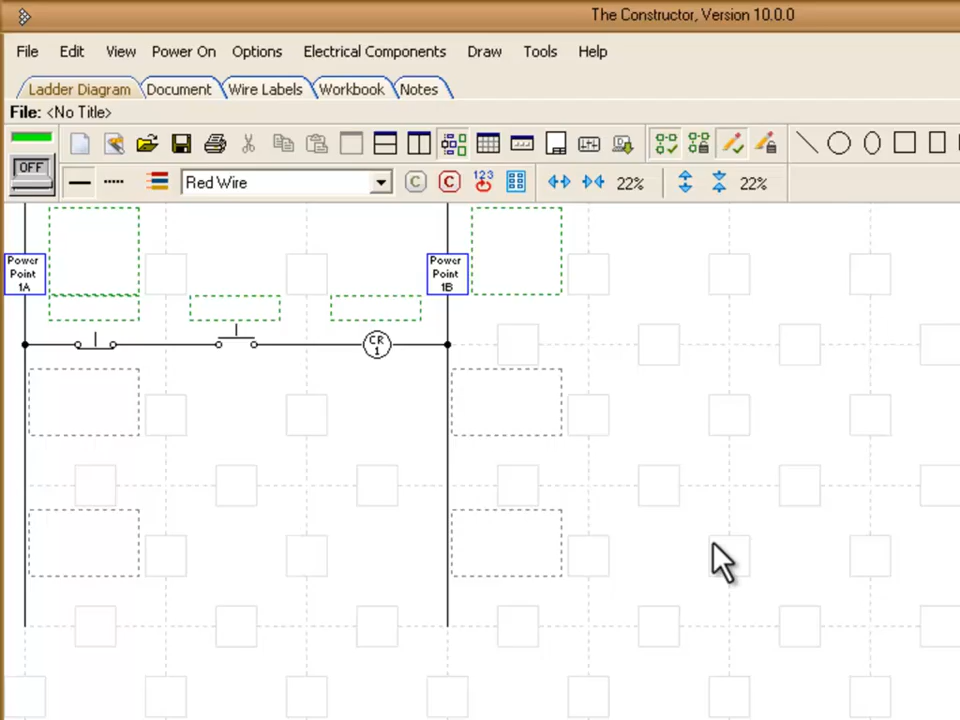 The Constructor, Version 10.0.0
File Edit View Power On Options Electrical Components Draw Tools Help
Ladder Diagram Document Wire Labels Workbook Notes
File: <No Title>
OFF
Red Wire C C 123 22% 22%
Power Point 1A
Power Point 1B
CR 1